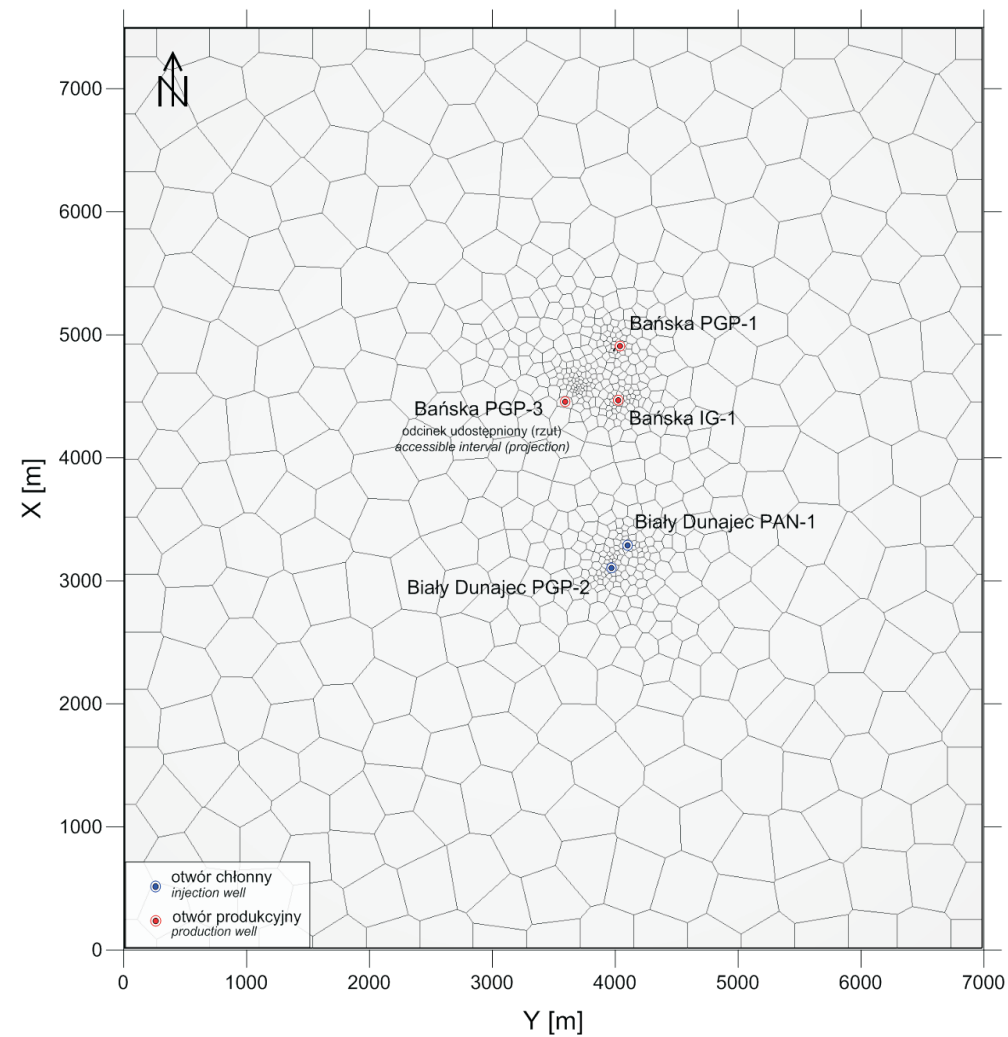 N
7000
6000
5000
4000
3000
2000
1000
0
X [m]
Bańska PGP-1
Bańska PGP-3
odcinek udostępniony (rzut)
accessible interval (projection)
Bańska IG-1
Biały Dunajec PAN-1
Biały Dunajec PGP-2
otwór chłonny
injection well
otwór produkcyjny
production well
0 1000 2000 3000 4000 5000 6000 7000
Y [m]